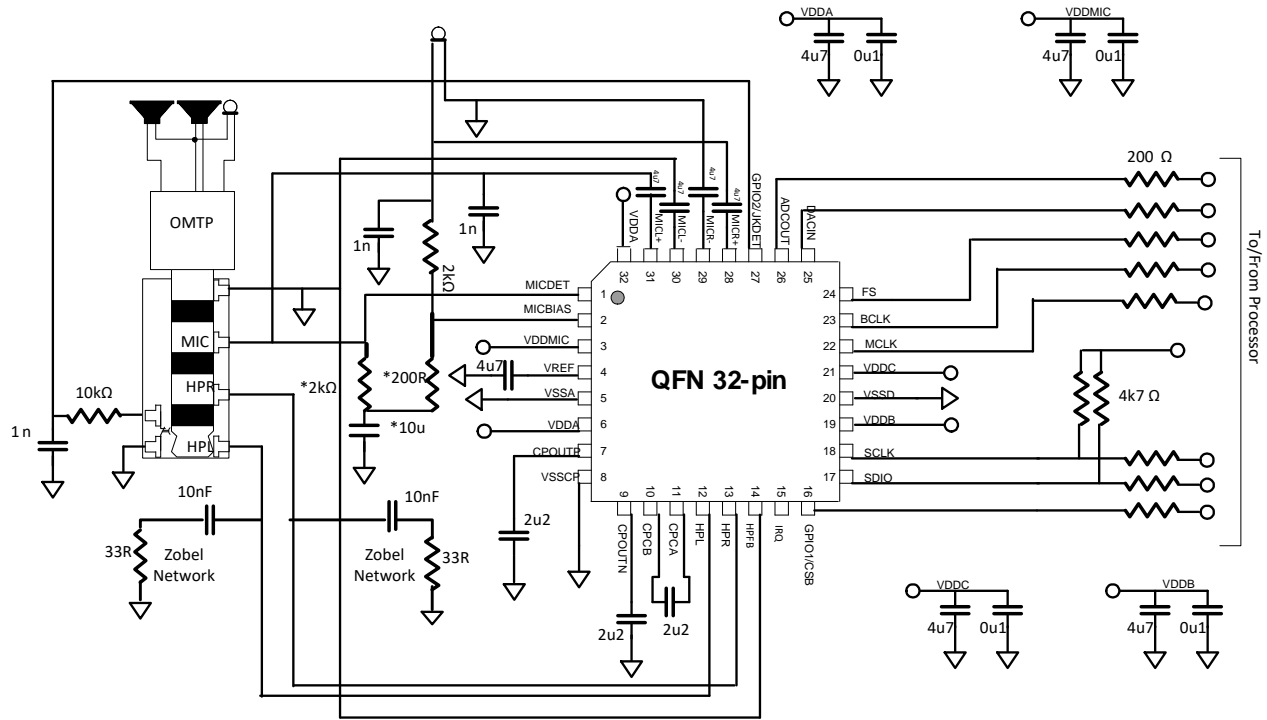 VDDA
4u7
0u1
VDDMIC
4u7
0u1
OMTP
MIC
HPR
HPL
10kΩ
1n
1n
1n
2kΩ
*2kΩ
*200R
*10u
4u7
4u7
4u7
4u7
4u7
VDDA
MICL+
MICL-
MICR-
MICR+
GPIO2/JKDET
ADCOUT
DACIN
32
31
30
29
28
27
26
25
MICDET
1
MICBIAS
2
VDDMIC
3
VREF
4
VSSA
5
VDDA
6
CPOUTP
7
VSSCP
8
QFN 32-pin
24
FS
23
BCLK
22
MCLK
21
VDDC
20
VSSD
19
VDDB
18
SCLK
17
SDIO
9
10
11
12
13
14
15
16
CPOUTN
CPCB
CPCA
HPL
HPR
HPFB
IRQ
GPIO1/CSB
200 Ω
4k7 Ω
To/From Processor
10nF
33R
Zobel
Network
10nF
33R
Zobel
Network
2u2
2u2
2u2
VDDC
4u7
0u1
VDDB
4u7
0u1